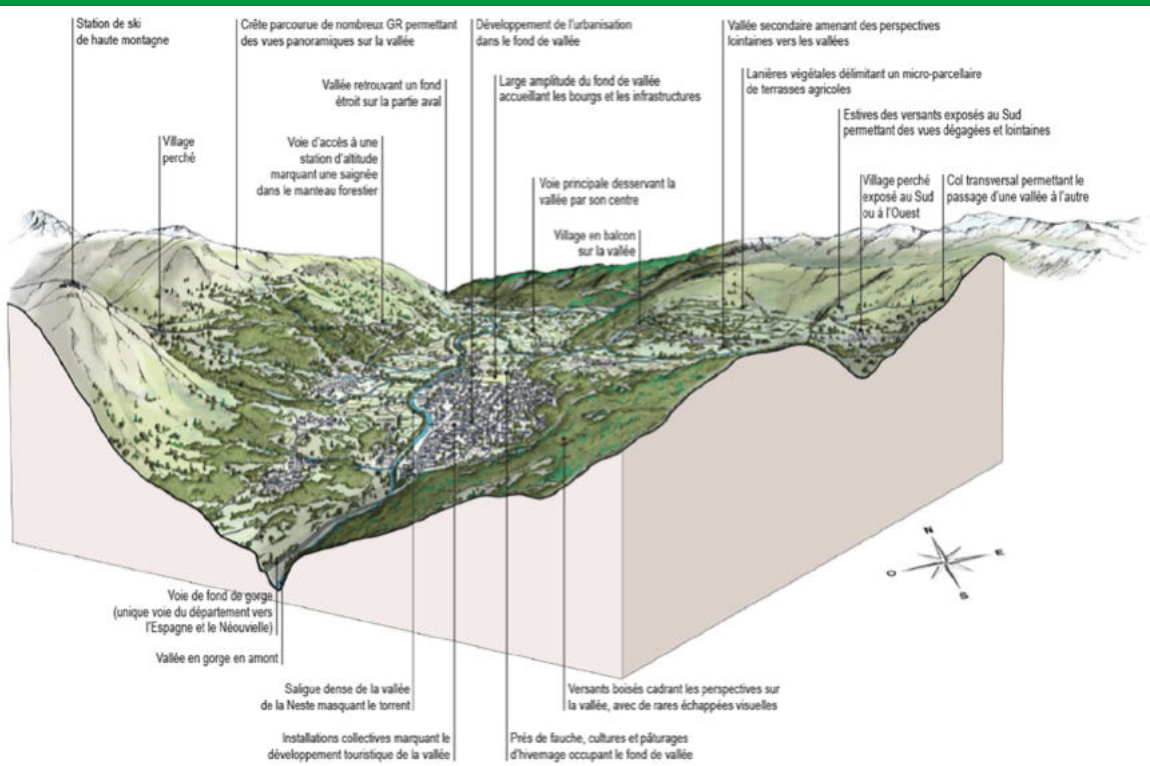 Station de ski
de haute montagne
Crête parcourue de nombreux GR permettant
des vues panoramiques sur la vallée
Développement de l'urbanisation
dans le fond de vallée
Vallée secondaire amenant des perspectives
lointaines vers les vallées
Vallée retrouvant un fond
étroit sur la partie aval
Large amplitude du fond de vallée
accueillant les bourgs et les infrastructures
Lanières végétales délimitant un micro-parcellaire
de terrasses agricoles
Estives des versants exposés au Sud
permettant des vues dégagées et lointaines
Village
perché
Voie d'accès à une
station d'altitude
marquant une saignée
dans le manteau forestier
Voie principale desservant la
vallée par son centre
Village perché
exposé au Sud
ou à l'Ouest
Col transversal permettant le
passage d'une vallée à l'autre
Village en balcon
sur la vallée
N
E
O
S
Voie de fond de gorge
(unique voie du département vers
l'Espagne et le Néouvielle)
Vallée en gorge en amont
Saligue dense de la vallée
de la Neste masquant le torrent
Versants boisés cadrant les perspectives sur
la vallée, avec de rares échappées visuelles
Installations collectives marquant le
développement touristique de la vallée
Prés de fauche, cultures et pâturages
d'hivernage occupant le fond de vallée